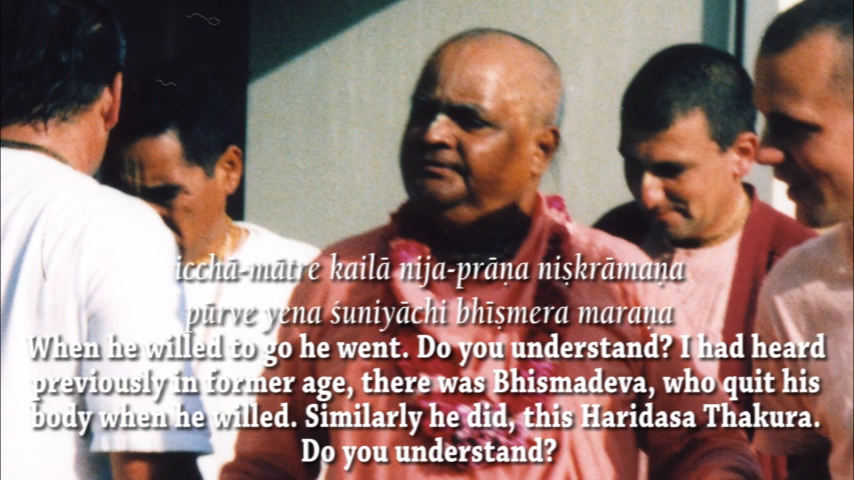 icchā-mātre kailā nija-prāṇa niṣkrāmaṇa
pūrve yena śuniyāchi bhīṣmera maraṇa
When he willed to go he went. Do you understand? I had heard
previously in former age, there was Bhismadeva, who quit his
body when he willed. Similarly he did, this Haridasa Thakura.
Do you understand?